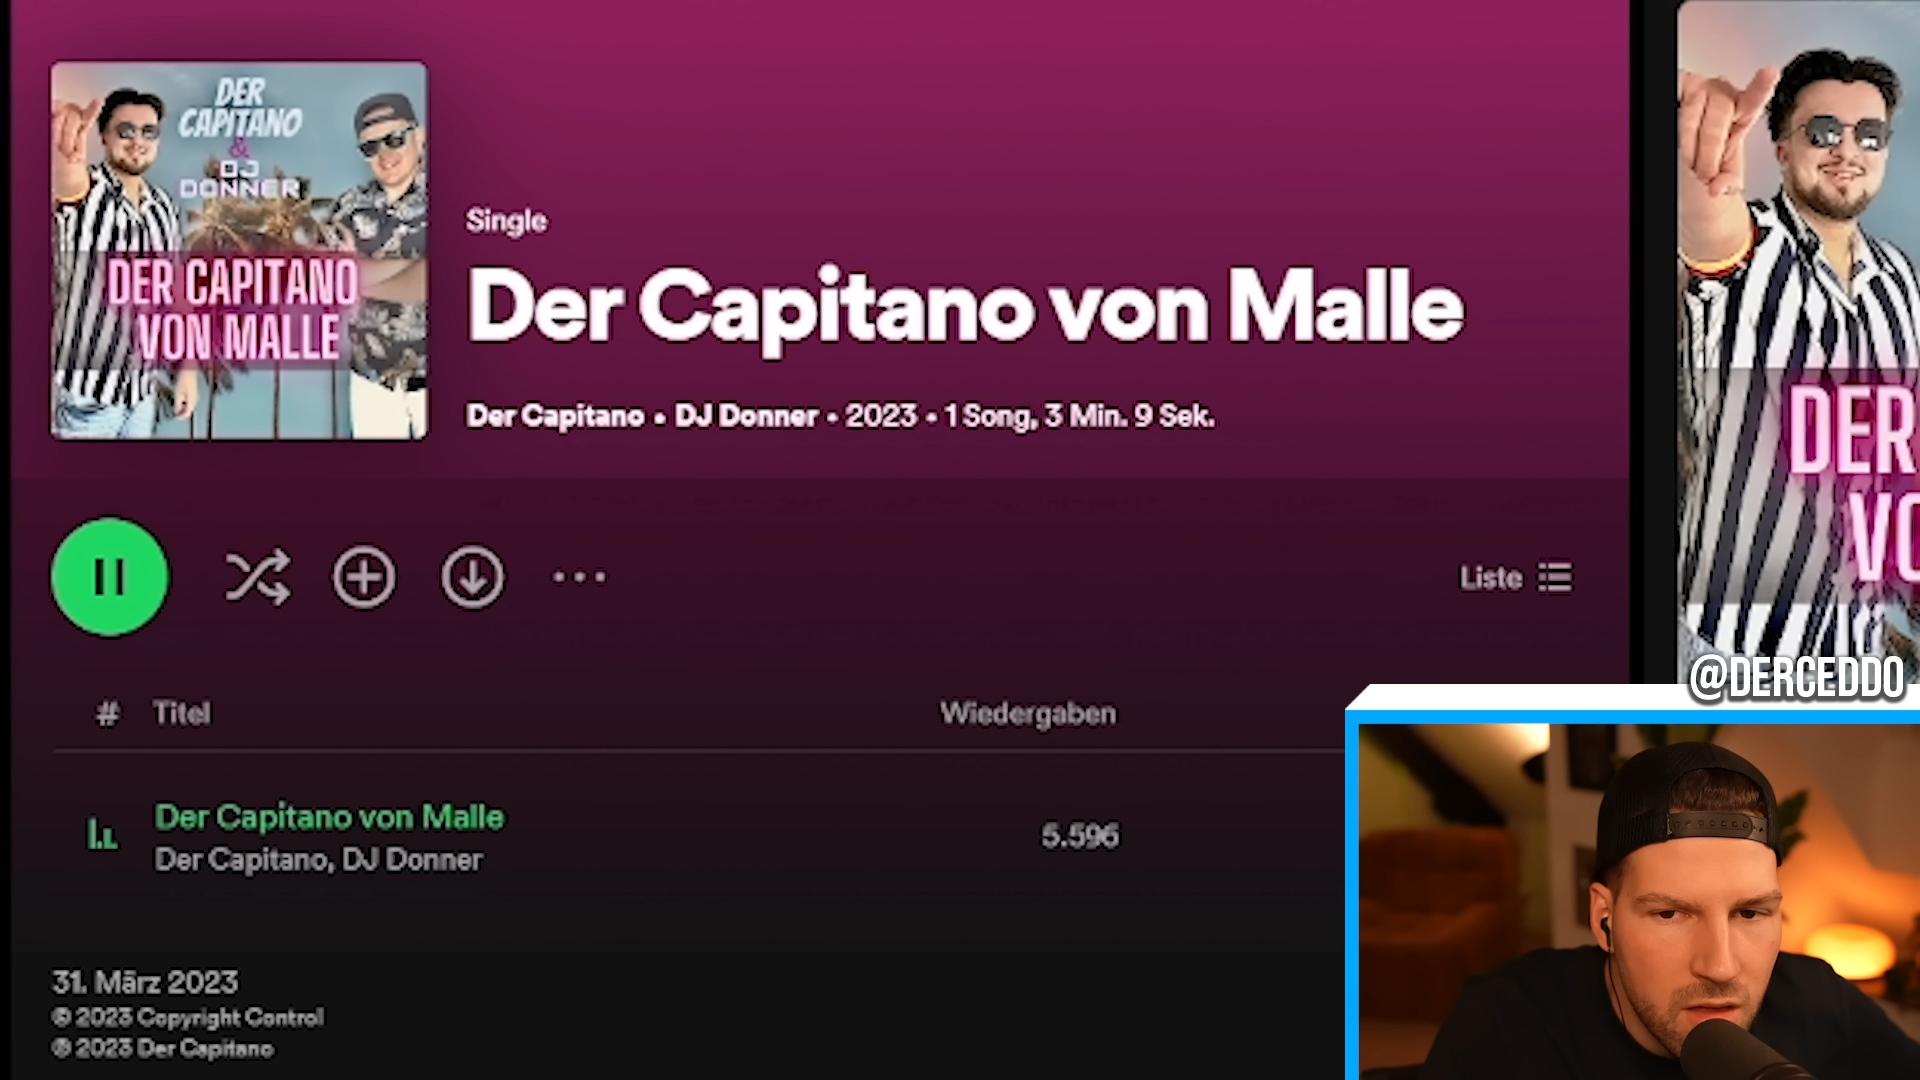 DER
CAPITANO
&
DJ
DONNER
DER CAPITANO
VON MALLE
Single
Der Capitano von Malle
Der Capitano • DJ Donner • 2023 • 1 Song, 3 Min. 9 Sek.
Liste
# Titel Wiedergaben
Der Capitano von Malle
Der Capitano, DJ Donner
5.596
31. März 2023
© 2023 Copyright Control
℗ 2023 Der Capitano
DER
VO
@DERCEDDO